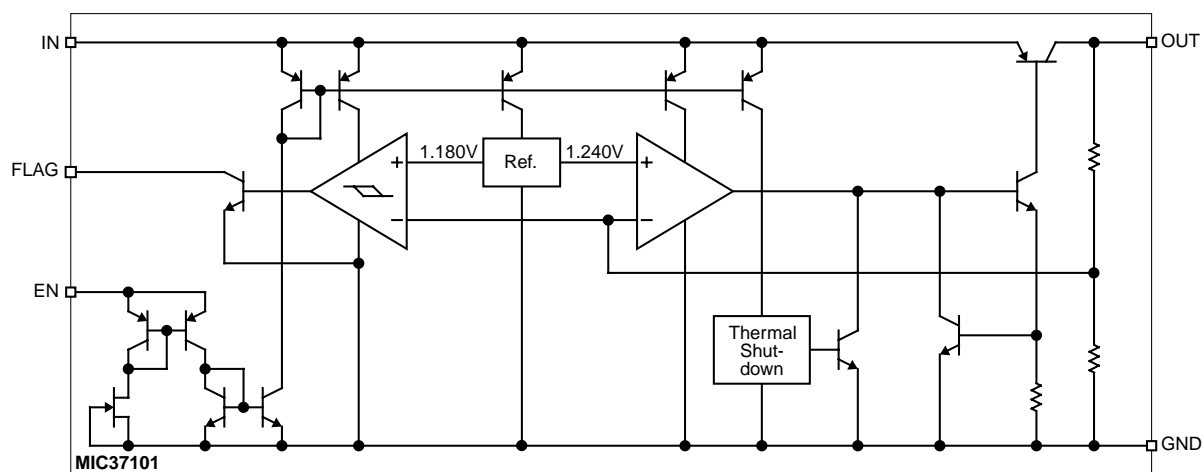 IN
OUT
1.180V
Ref.
1.240V
+
+
FLAG
−
−
EN
Thermal
Shut-
down
GND
MIC37101